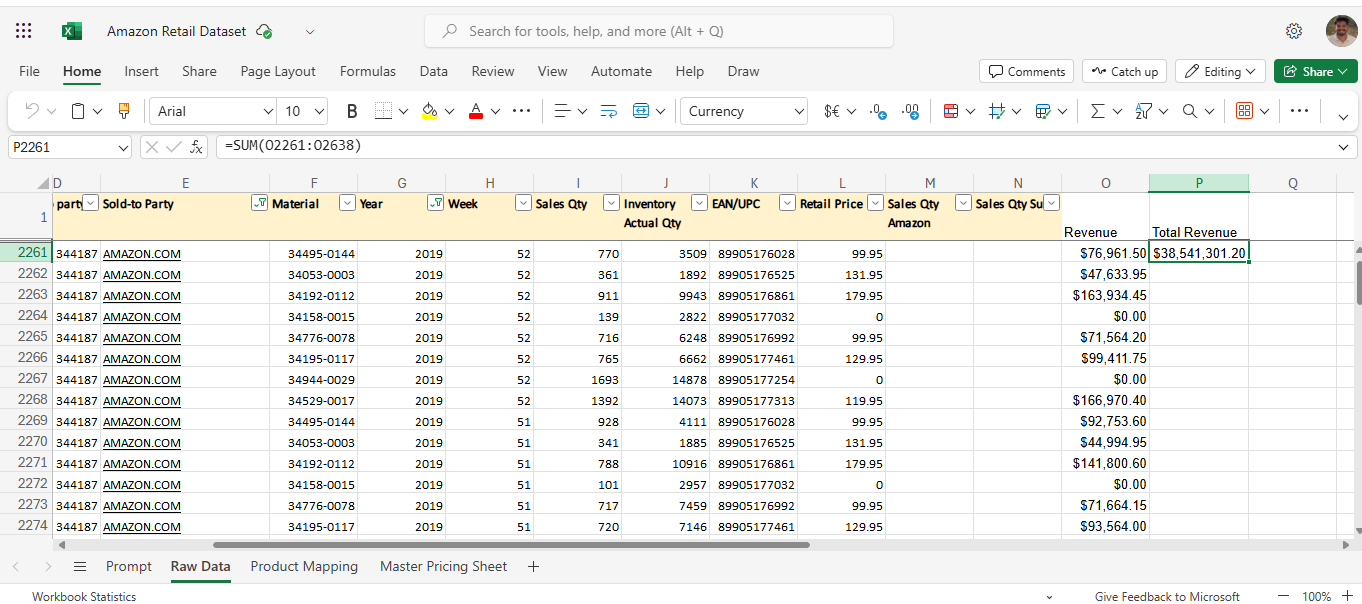 Amazon Retail Dataset
Search for tools, help, and more (Alt + Q)
File Home Insert Share Page Layout Formulas Data Review View Automate Help Draw Comments Catch up Editing Share
Arial 10 B A Currency $€ .0 .00
P2261 fx =SUM(O2261:O2638)
D E F G H I J K L M N O P Q
1 party Sold-to Party Material Year Week Sales Qty Inventory Actual Qty EAN/UPC Retail Price Sales Qty Amazon Sales Qty Su Revenue Total Revenue
2261 344187 AMAZON.COM 34495-0144 2019 52 770 3509 89905176028 99.95 $76,961.50 $38,541,301.20
2262 344187 AMAZON.COM 34053-0003 2019 52 361 1892 89905176525 131.95 $47,633.95
2263 344187 AMAZON.COM 34192-0112 2019 52 911 9943 89905176861 179.95 $163,934.45
2264 344187 AMAZON.COM 34158-0015 2019 52 139 2822 89905177032 0 $0.00
2265 344187 AMAZON.COM 34776-0078 2019 52 716 6248 89905176992 99.95 $71,564.20
2266 344187 AMAZON.COM 34195-0117 2019 52 765 6662 89905177461 129.95 $99,411.75
2267 344187 AMAZON.COM 34944-0029 2019 52 1693 14878 89905177254 0 $0.00
2268 344187 AMAZON.COM 34529-0017 2019 52 1392 14073 89905177313 119.95 $166,970.40
2269 344187 AMAZON.COM 34495-0144 2019 51 928 4111 89905176028 99.95 $92,753.60
2270 344187 AMAZON.COM 34053-0003 2019 51 341 1885 89905176525 131.95 $44,994.95
2271 344187 AMAZON.COM 34192-0112 2019 51 788 10916 89905176861 179.95 $141,800.60
2272 344187 AMAZON.COM 34158-0015 2019 51 101 2957 89905177032 0 $0.00
2273 344187 AMAZON.COM 34776-0078 2019 51 717 7459 89905176992 99.95 $71,664.15
2274 344187 AMAZON.COM 34195-0117 2019 51 720 7146 89905177461 129.95 $93,564.00
Prompt Raw Data Product Mapping Master Pricing Sheet
Workbook Statistics Give Feedback to Microsoft 100%